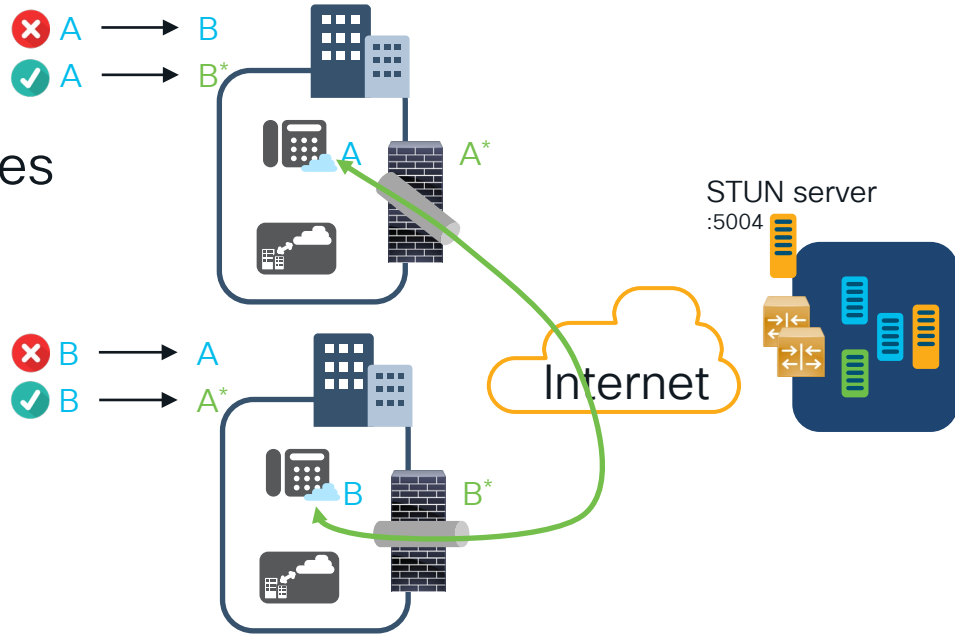 A B
A B*
es
A A*
STUN server
:5004
B A
Internet
B A*
B B*